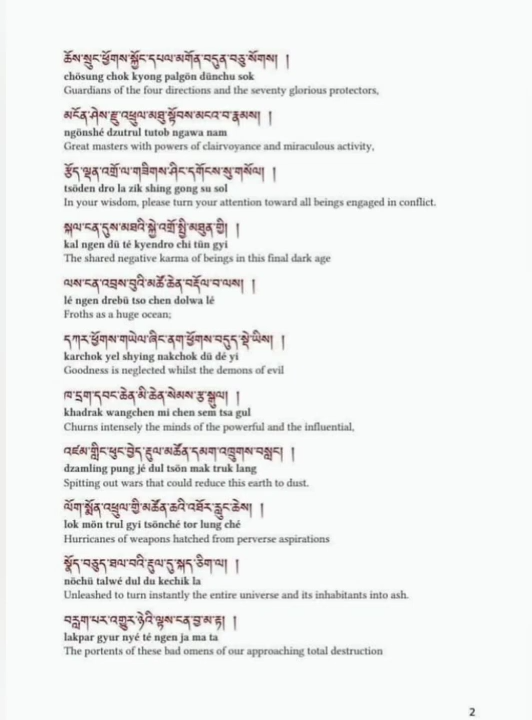 ཆོས་སྲུང་ཕྱོགས་སྐྱོང་དཔལ་མགོན་བདུན་བཅུ་སོགས། །
chösung chok kyong palgön dünchu sok
Guardians of the four directions and the seventy glorious protectors,
མངོན་ཤེས་རྫུ་འཕྲུལ་མཐུ་སྟོབས་མངའ་བ་རྣམས། །
ngönshé dzutrul tutob ngawa nam
Great masters with powers of clairvoyance and miraculous activity,
རྩོད་ལྡན་འགྲོ་ལ་གཟིགས་ཤིང་དགོངས་སུ་གསོལ། །
tsöden dro la zik shing gong su sol
In your wisdom, please turn your attention toward all beings engaged in conflict.
སྐལ་ངན་དུས་མཐའི་སྐྱེ་འགྲོ་སྤྱི་མཐུན་གྱི། །
kal ngen dü té kyendro chi tün gyi
The shared negative karma of beings in this final dark age
ལས་ངན་འབྲས་བུའི་མཚོ་ཆེན་བརྡོལ་བ་ལས། །
lé ngen drebü tso chen dolwa lé
Froths as a huge ocean;
དཀར་ཕྱོགས་གཡེལ་ཞིང་ནག་ཕྱོགས་བདུད་སྡེ་ཡིས། །
karchok yel shying nakchok dü dé yi
Goodness is neglected whilst the demons of evil
ཁ་དྲག་དབང་ཆེན་མི་ཆེན་སེམས་རྩ་སྒུལ། །
khadrak wangchen mi chen sem tsa gul
Churns intensely the minds of the powerful and the influential,
འཛམ་གླིང་ཕུང་བྱེད་རྡུལ་མཚོན་དམག་འཁྲུགས་བསླང༌། །
dzamling pung jé dul tsön mak truk lang
Spitting out wars that could reduce this earth to dust.
ལོག་སྨོན་འཕྲུལ་གྱི་མཚོན་ཆའི་འཐོར་རླུང་ཆེས། །
lok mön trul gyi tsönché tor lung ché
Hurricanes of weapons hatched from perverse aspirations
སྣོད་བཅུད་ཐལ་བའི་རྡུལ་དུ་སྐད་ཅིག་ལ། །
nöchü talwé dul du kechik la
Unleashed to turn instantly the entire universe and its inhabitants into ash.
བརླག་པར་འགྱུར་ཉེའི་ལྟས་ངན་བྱ་མ་རྟ། །
lakpar gyur nyé té ngen ja ma ta
The portents of these bad omens of our approaching total destruction
2